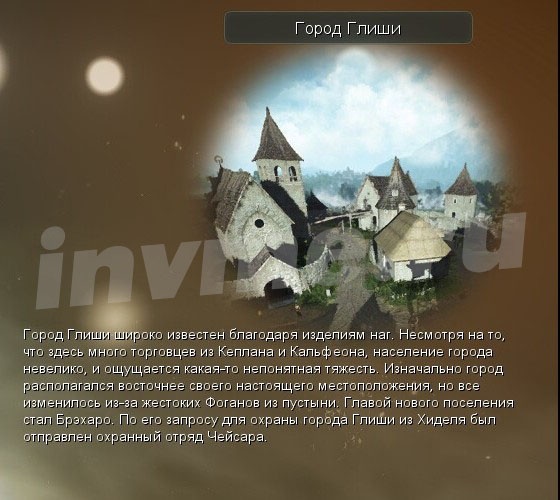 Город Глиши
Город Глиши широко известен благодаря изделиям наг. Несмотря на то,
что здесь много торговцев из Кеплана и Кальфеона, население города
невелико, и ощущается какая-то непонятная тяжесть. Изначально город
располагался восточнее своего настоящего местоположения, но все
изменилось из-за жестоких Фоганов из пустыни. Главой нового поселения
стал Брэхаро. По его запросу для охраны города Глиши из Хиделя был
отправлен охранный отряд Чейсара.